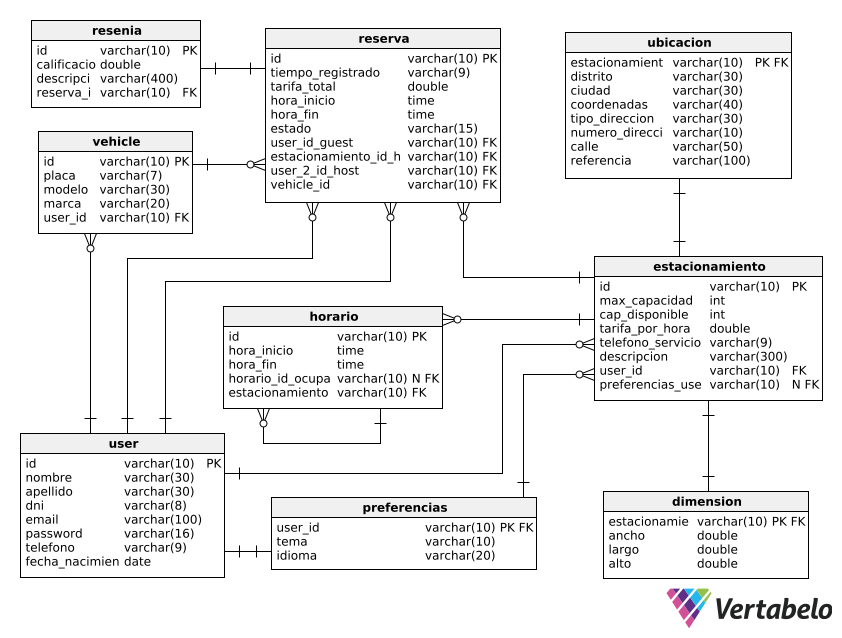 resenia
id varchar(10) PK
calificacio double
descripci varchar(400)
reserva_i varchar(10) FK
reserva
id varchar(10) PK
tiempo_registrado varchar(9)
tarifa_total double
hora_inicio time
hora_fin time
estado varchar(15)
user_id_guest varchar(10) FK
estacionamiento_id_h varchar(10) FK
user_2_id_host varchar(10) FK
vehicle_id varchar(10) FK
ubicacion
estacionamient varchar(10) PK FK
distrito varchar(30)
ciudad varchar(30)
coordenadas varchar(40)
tipo_direccion varchar(30)
numero_direcci varchar(10)
calle varchar(50)
referencia varchar(100)
vehicle
id varchar(10) PK
placa varchar(7)
modelo varchar(30)
marca varchar(20)
user_id varchar(10) FK
estacionamiento
id varchar(10) PK
max_capacidad int
cap_disponible int
tarifa_por_hora double
telefono_servicio varchar(9)
descripcion varchar(300)
user_id varchar(10) FK
preferencias_use varchar(10) N FK
horario
id varchar(10) PK
hora_inicio time
hora_fin time
horario_id_ocupa varchar(10) N FK
estacionamiento varchar(10) FK
user
id varchar(10) PK
nombre varchar(30)
apellido varchar(30)
dni varchar(8)
email varchar(100)
password varchar(16)
telefono varchar(9)
fecha_nacimien date
preferencias
user_id varchar(10) PK FK
tema varchar(10)
idioma varchar(20)
dimension
estacionamie varchar(10) PK FK
ancho double
largo double
alto double
Vertabelo